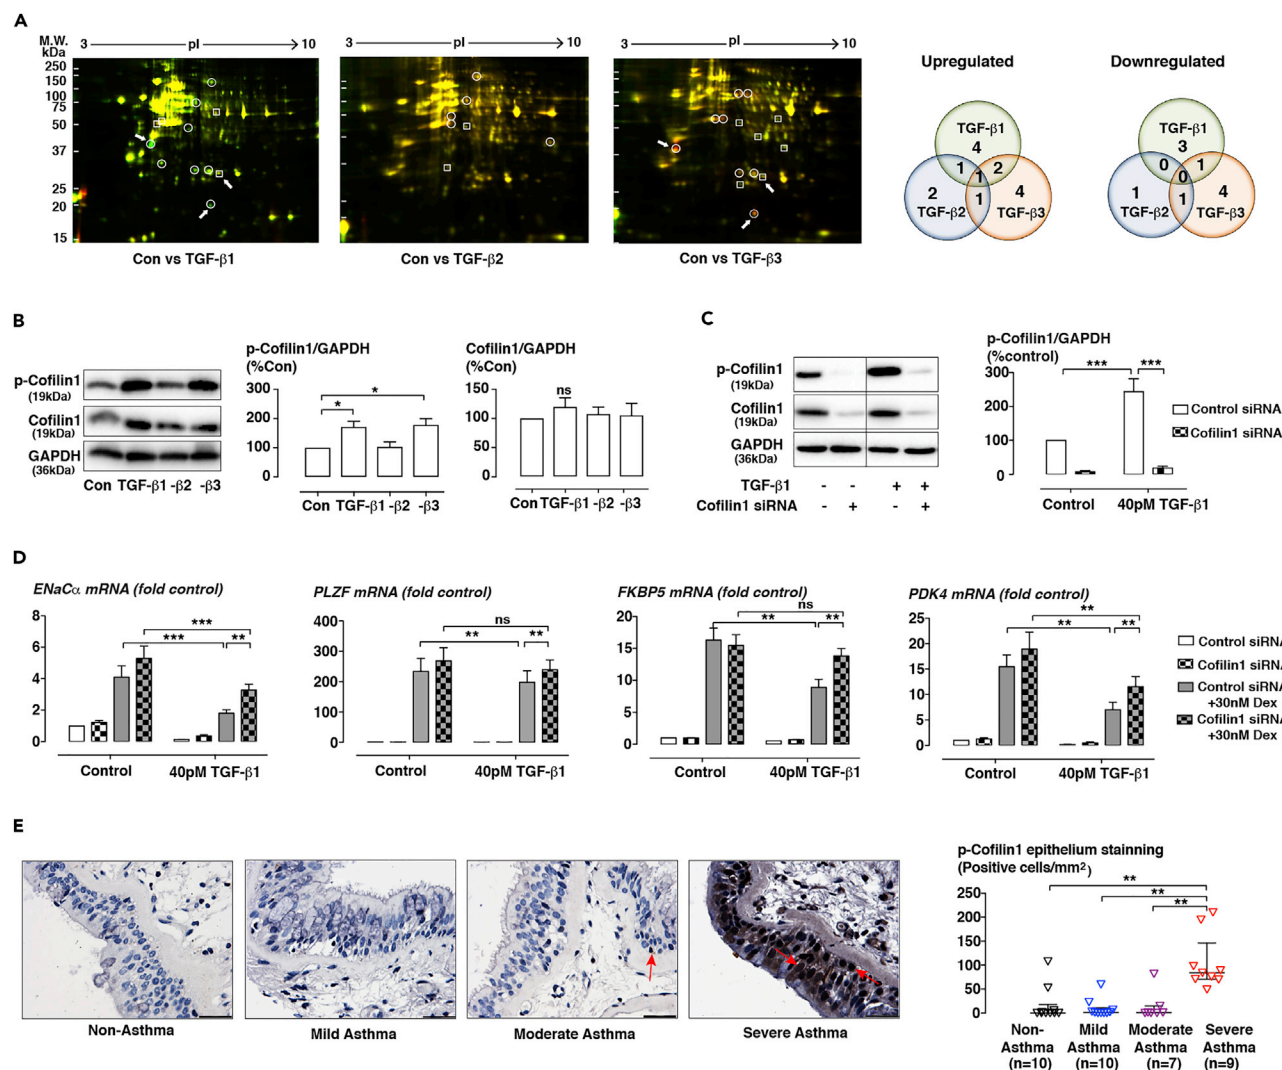 A
M.W.
kDa
3 pI 10
3 pI 10
3 pI 10
250
150
100
75
50
37
25
20
15
Con vs TGF-β1
Con vs TGF-β2
Con vs TGF-β3
Upregulated
TGF-β1
4
1 1 2
2 1 4
TGF-β2 TGF-β3
Downregulated
TGF-β1
3
0 0 1
1 1 4
TGF-β2 TGF-β3
B
p-Cofilin1
(19kDa)
Cofilin1
(19kDa)
GAPDH
(36kDa)
Con TGF-β1 -β2 -β3
p-Cofilin1/GAPDH
(%Con)
300
200
100
0
*
*
Con TGF-β1 -β2 -β3
Cofilin1/GAPDH
(%Con)
150
100
50
0
ns
Con TGF-β1 -β2 -β3
C
p-Cofilin1
(19kDa)
Cofilin1
(19kDa)
GAPDH
(36kDa)
TGF-β1 - - + +
Cofilin1 siRNA - + - +
p-Cofilin1/GAPDH
(%control)
300
200
100
0
*** ***
Control 40pM TGF-β1
Control siRNA
Cofilin1 siRNA
D
ENaCα mRNA (fold control)
8
6
4
2
0
***
*** **
Control 40pM TGF-β1
PLZF mRNA (fold control)
400
300
200
100
0
ns
** **
Control 40pM TGF-β1
FKBP5 mRNA (fold control)
20
15
10
5
0
ns
** **
Control 40pM TGF-β1
PDK4 mRNA (fold control)
25
20
15
10
5
0
**
** **
Control 40pM TGF-β1
Control siRNA
Cofilin1 siRNA
Control siRNA
+30nM Dex
Cofilin1 siRNA
+30nM Dex
E
Non-Asthma
Mild Asthma
Moderate Asthma
Severe Asthma
p-Cofilin1 epithelium stainning
(Positive cells/mm²)
250
200
150
100
50
0
**
**
**
Non- Mild Moderate Severe
Asthma Asthma Asthma Asthma
(n=10) (n=10) (n=7) (n=9)